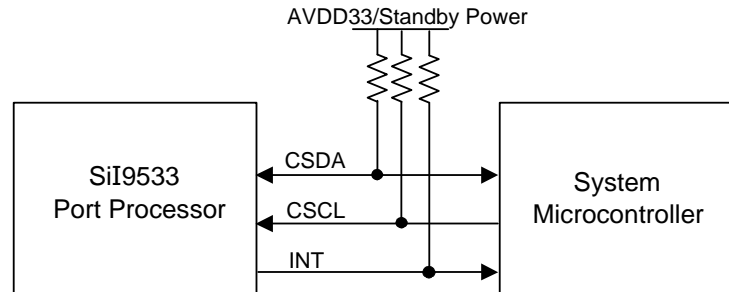 AVDD33/Standby Power
SiI9533
Port Processor
CSDA
CSCL
INT
System
Microcontroller